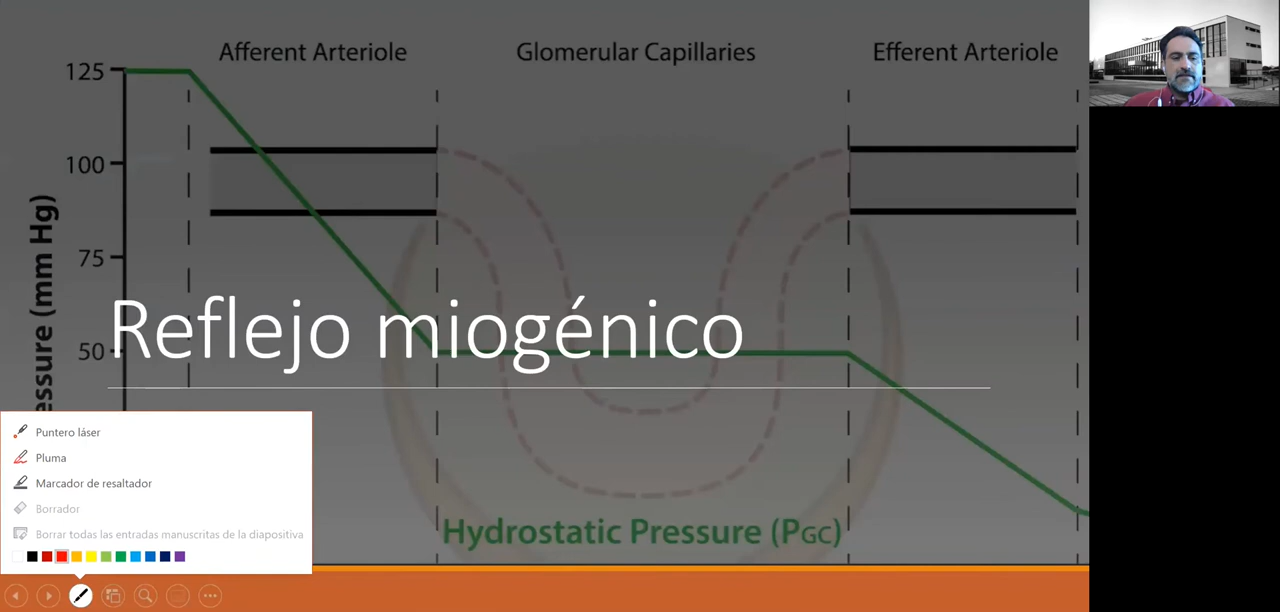 Afferent Arteriole
Glomerular Capillaries
Efferent Arteriole
125
100
75
50
essure (mm Hg)
Reflejo miogénico
Hydrostatic Pressure (PGC)
Puntero láser
Pluma
Marcador de resaltador
Borrador
Borrar todas las entradas manuscritas de la diapositiva